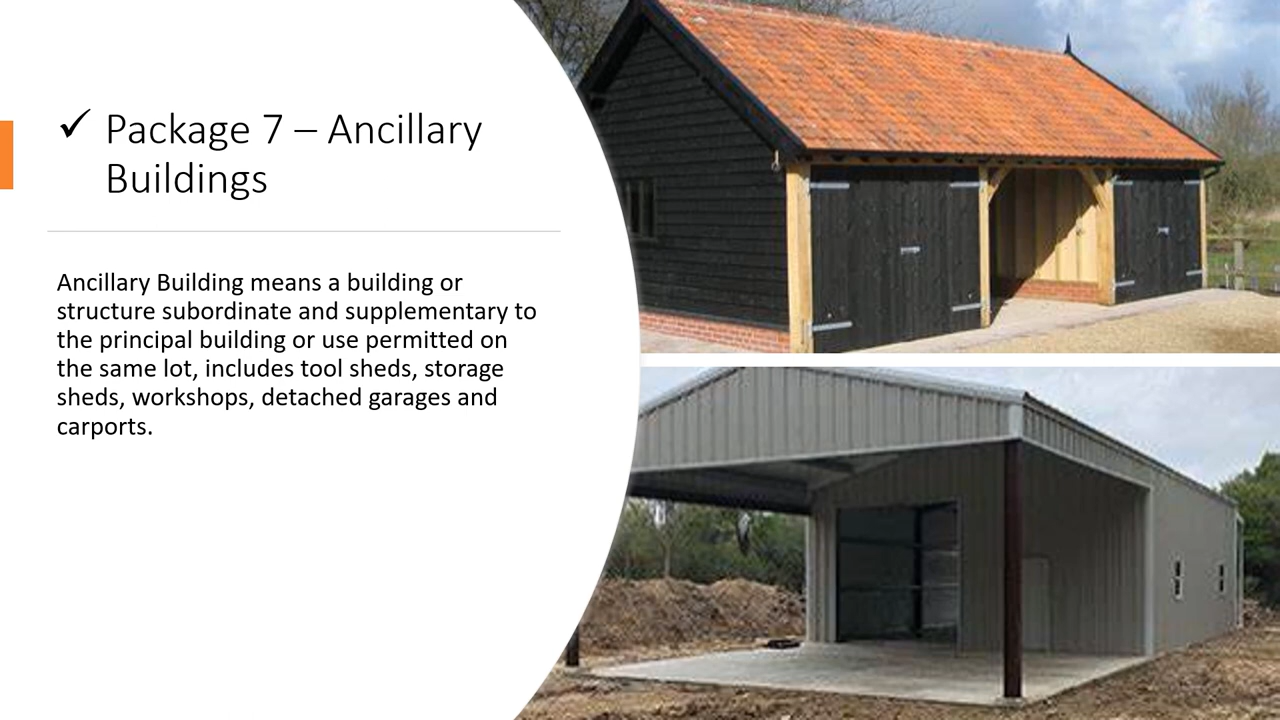 ✓ Package 7 – Ancillary
Buildings
Ancillary Building means a building or
structure subordinate and supplementary to
the principal building or use permitted on
the same lot, includes tool sheds, storage
sheds, workshops, detached garages and
carports.